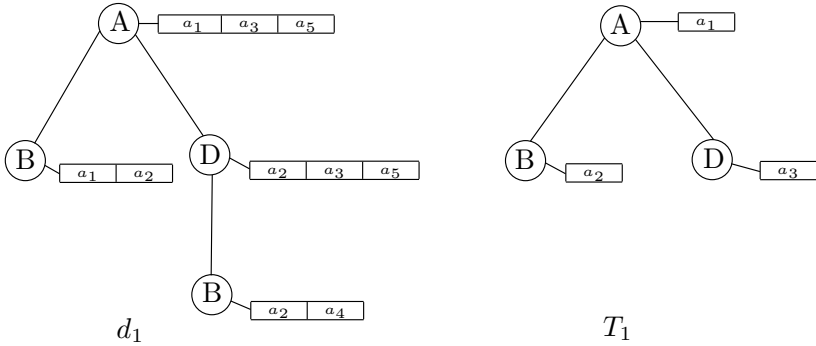 A a₁ a₃ a₅ A a₁
B a₁ a₂ D a₂ a₃ a₅ B a₂ D a₃
B a₂ a₄
d₁ T₁